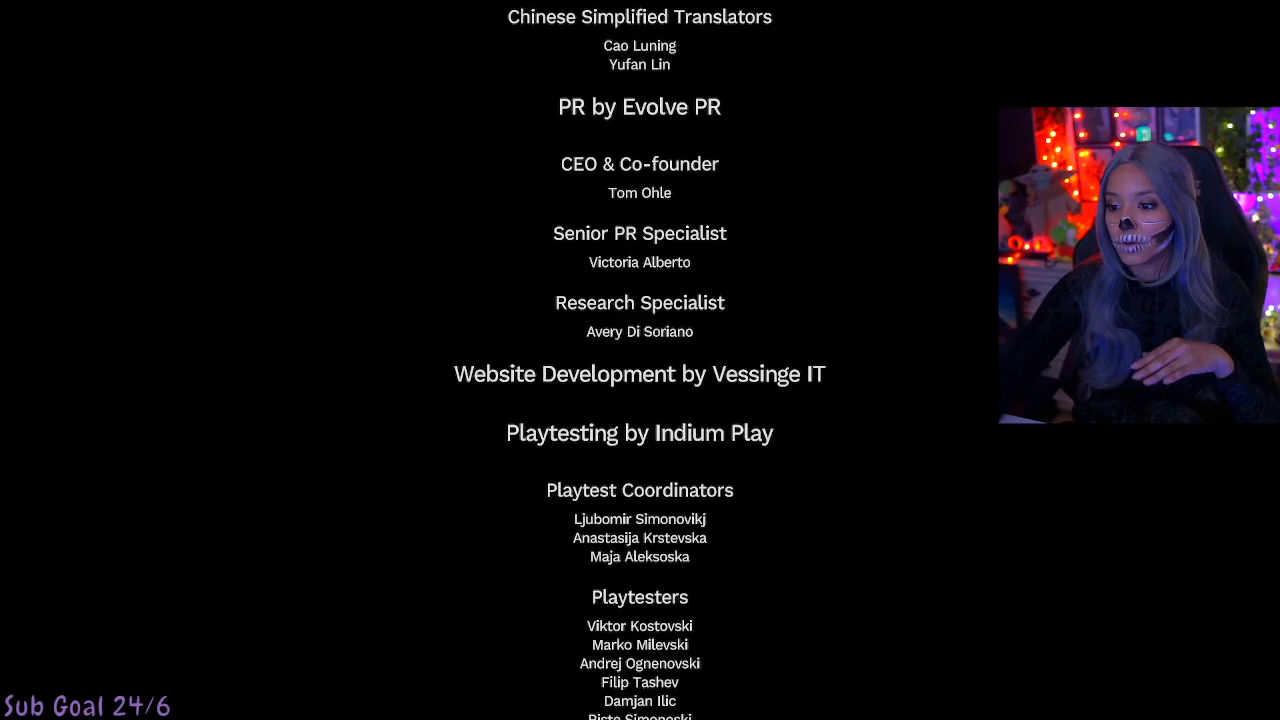 Chinese Simplified Translators
Cao Luning
Yufan Lin
PR by Evolve PR
CEO & Co-founder
Tom Ohle
Senior PR Specialist
Victoria Alberto
Research Specialist
Avery Di Soriano
Website Development by Vessinge IT
Playtesting by Indium Play
Playtest Coordinators
Ljubomir Simonovikj
Anastasija Krstevska
Maja Aleksoska
Playtesters
Viktor Kostovski
Marko Milevski
Andrej Ognenovski
Filip Tashev
Damjan Ilic
Sub Goal 24/6